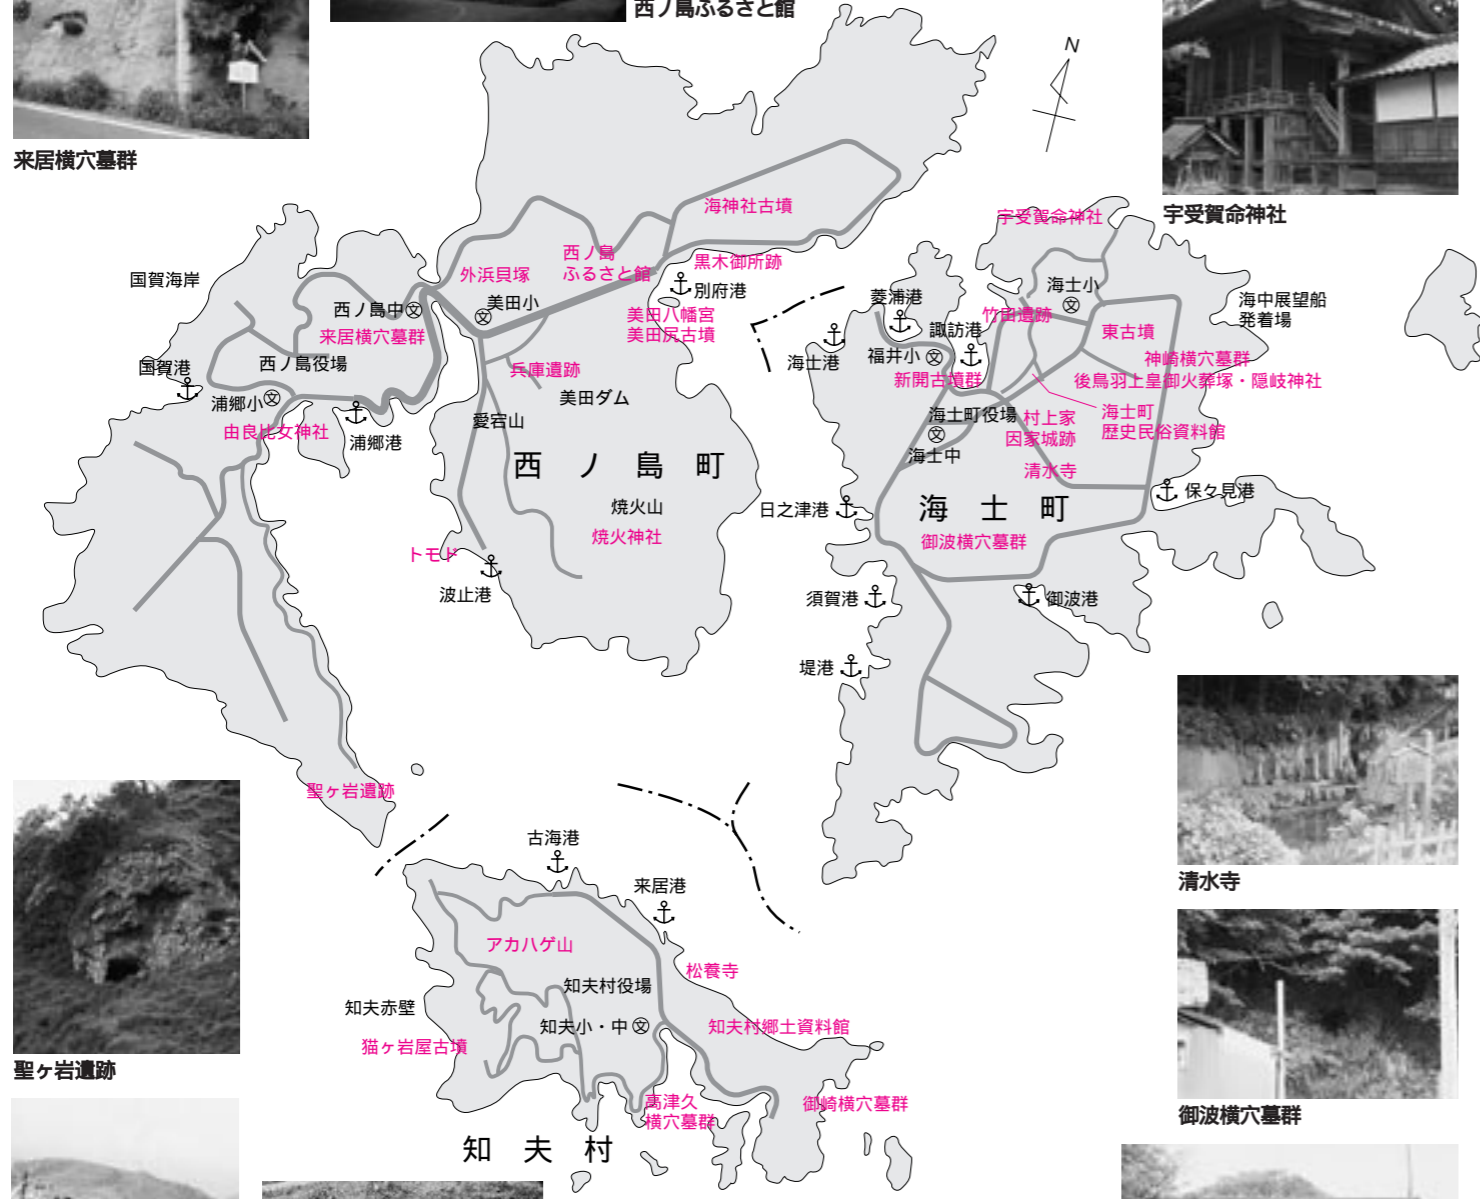 西ノ島ふるさと館
来居横穴墓群
N
宇受賀命神社
海神社古墳
宇受賀命神社
国賀海岸
外浜貝塚
西ノ島
ふるさと館
黒木御所跡
別府港
西ノ島中
文
美田小
文
美田八幡宮
美田尻古墳
来居横穴墓群
西ノ島役場
国賀港
浦郷小
文
由良比女神社
浦郷港
兵庫遺跡
美田ダム
愛宕山
西ノ島町
焼火山
焼火神社
トモド
波止港
聖ヶ岩遺跡
菱浦港
海士港
諏訪港
福井小
文
新開古墳群
竹田遺跡
海士小
文
東古墳
海中展望船
発着場
神崎横穴墓群
後鳥羽上皇御火葬塚・隠岐神社
海士町役場
文
海士中
村上家
因家城跡
海士町
歴史民俗資料館
清水寺
保々見港
日之津港
海士町
御波横穴墓群
須賀港
御波港
堤港
清水寺
古海港
来居港
アカハゲ山
松養寺
知夫村役場
知夫赤壁
知夫小・中
文
知夫村郷土資料館
猫ヶ岩屋古墳
高津久
横穴墓群
御崎横穴墓群
知夫村
聖ヶ岩遺跡
御波横穴墓群